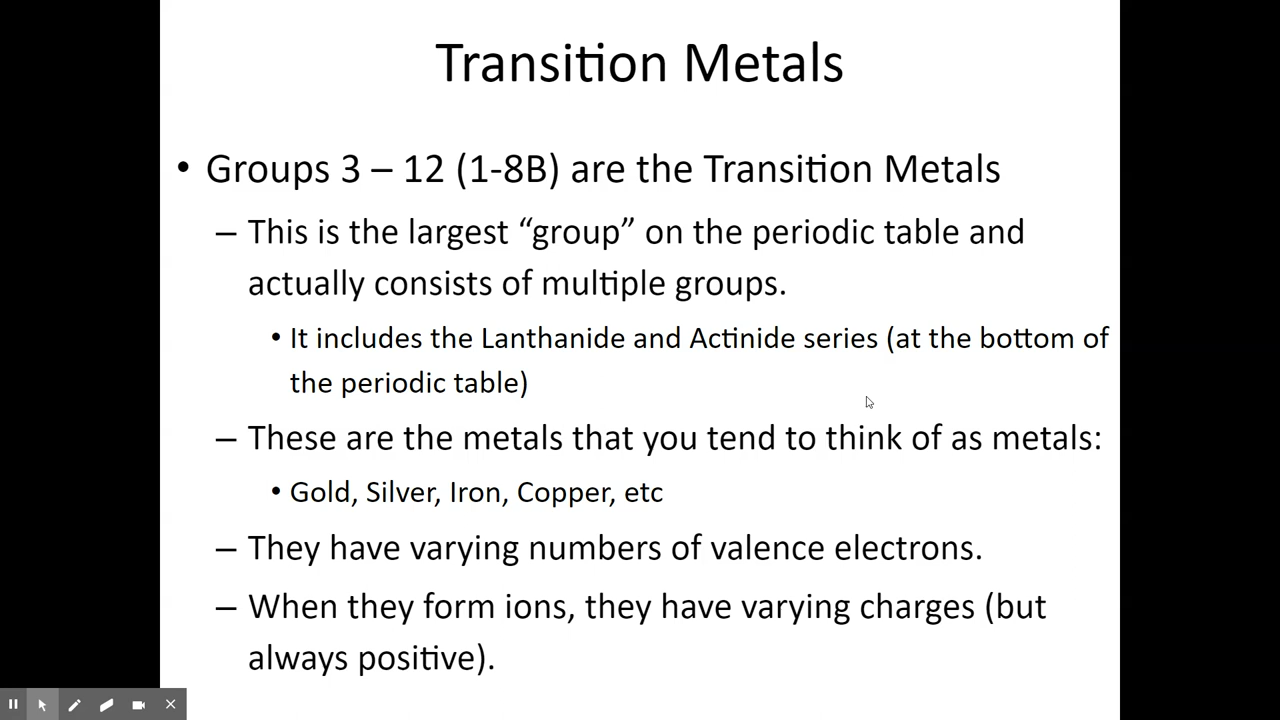 Transition Metals
• Groups 3 – 12 (1-8B) are the Transition Metals
– This is the largest “group” on the periodic table and
actually consists of multiple groups.
• It includes the Lanthanide and Actinide series (at the bottom of
the periodic table)
– These are the metals that you tend to think of as metals:
• Gold, Silver, Iron, Copper, etc
– They have varying numbers of valence electrons.
– When they form ions, they have varying charges (but
always positive).